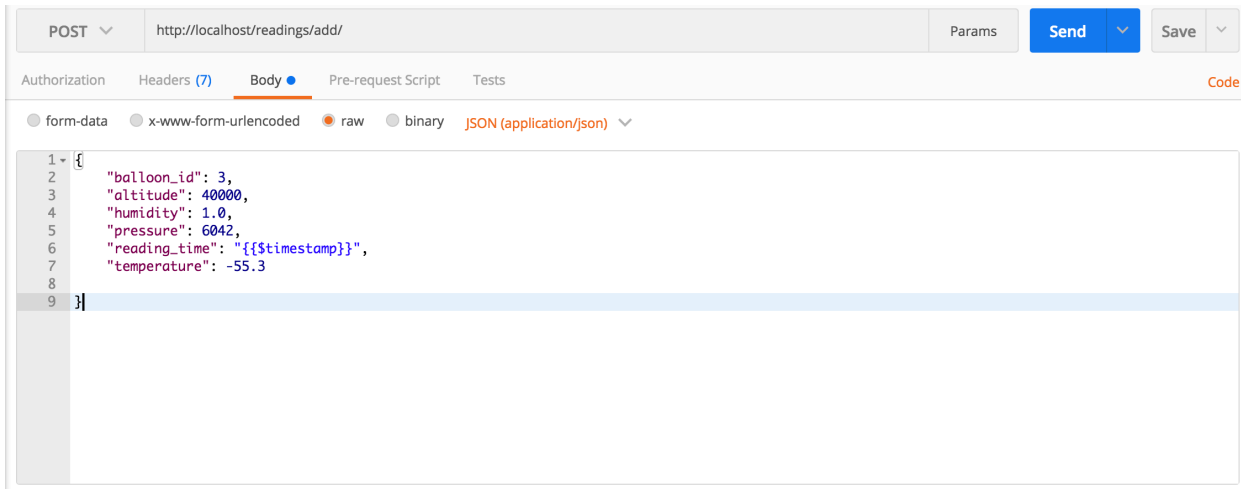 POST http://localhost/readings/add/ Params Send Save
Authorization Headers (7) Body Pre-request Script Tests Code
form-data x-www-form-urlencoded raw binary JSON (application/json)
1 {
2 "balloon_id": 3,
3 "altitude": 40000,
4 "humidity": 1.0,
5 "pressure": 6042,
6 "reading_time": "{{$timestamp}}",
7 "temperature": -55.3
8
9 }